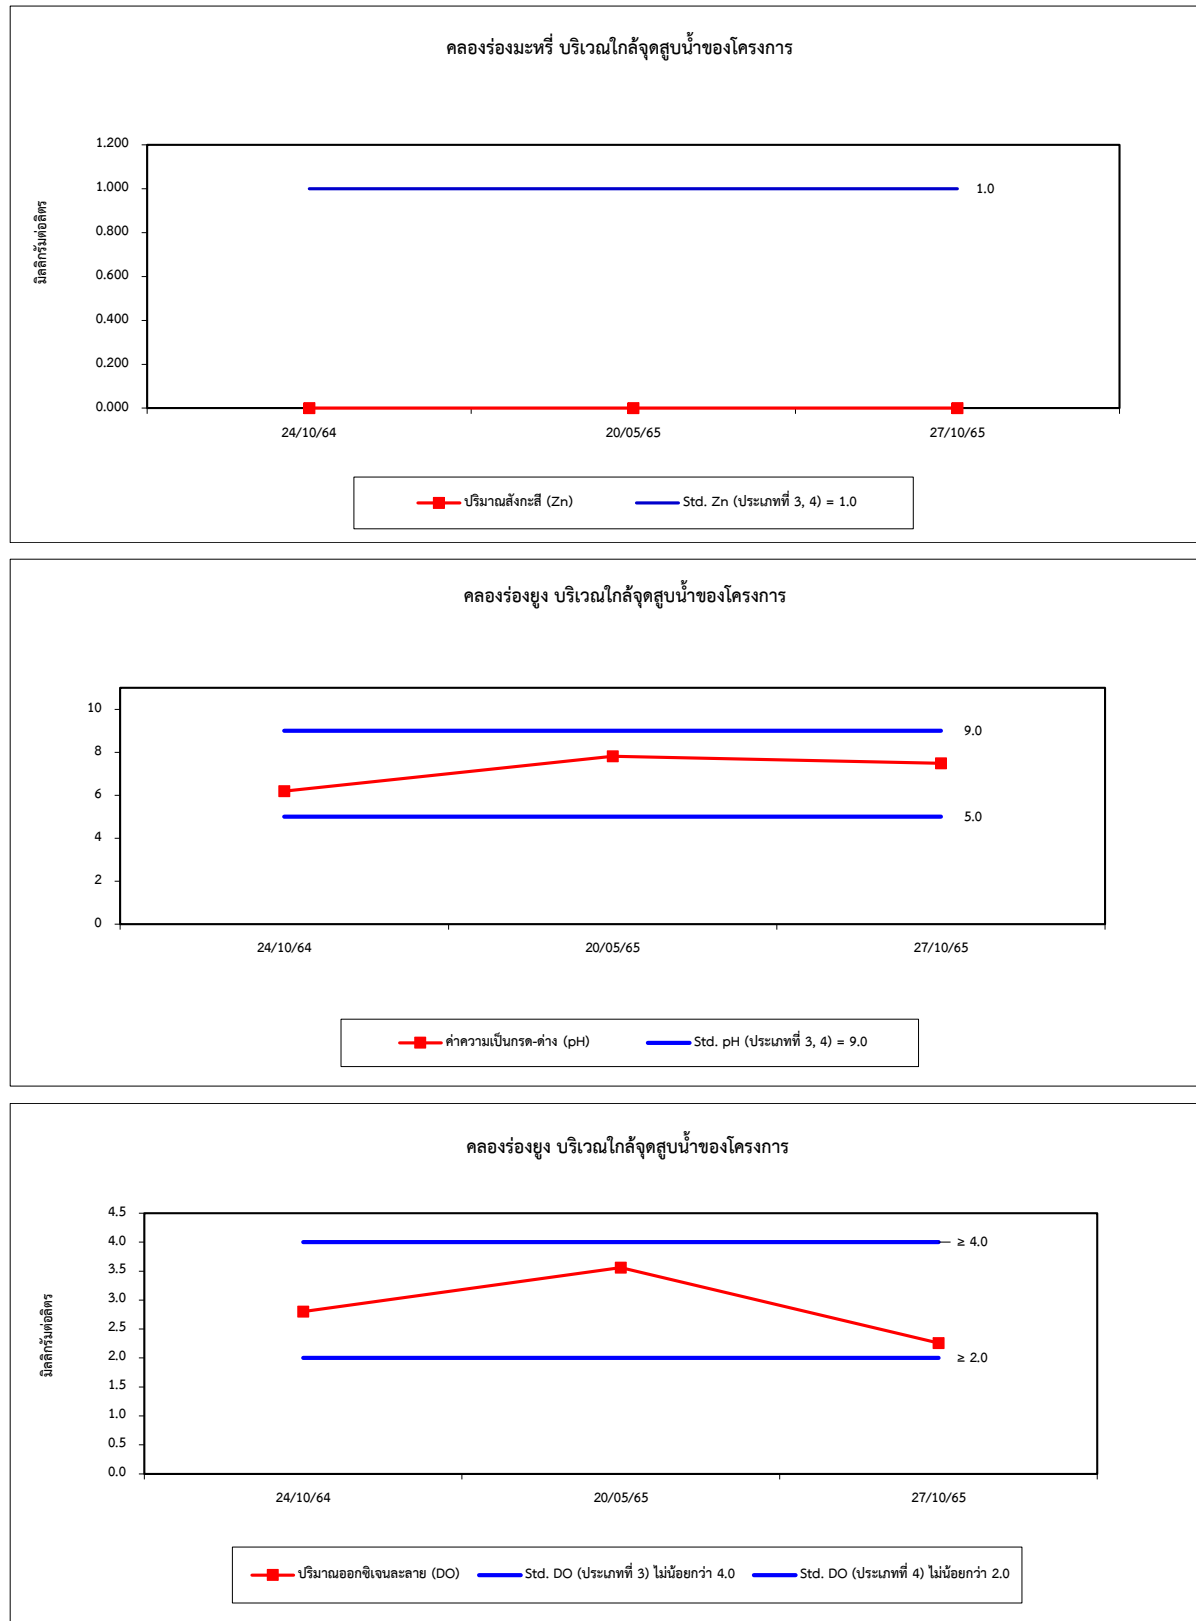 คลองร่องมะหรี่ บริเวณใกล้จุดสูบน้ำของโครงการ
มิลลิกรัมต่อลิตร
1.200
1.000
0.800
0.600
0.400
0.200
0.000
1.0
24/10/64 20/05/65 27/10/65
ปริมาณสังกะสี (Zn) Std. Zn (ประเภทที่ 3, 4) = 1.0
คลองร่องยูง บริเวณใกล้จุดสูบน้ำของโครงการ
10
8
6
4
2
0
9.0
5.0
24/10/64 20/05/65 27/10/65
ค่าความเป็นกรด-ด่าง (pH) Std. pH (ประเภทที่ 3, 4) = 9.0
คลองร่องยูง บริเวณใกล้จุดสูบน้ำของโครงการ
มิลลิกรัมต่อลิตร
4.5
4.0
3.5
3.0
2.5
2.0
1.5
1.0
0.5
0.0
≥ 4.0
≥ 2.0
24/10/64 20/05/65 27/10/65
ปริมาณออกซิเจนละลาย (DO) Std. DO (ประเภทที่ 3) ไม่น้อยกว่า 4.0 Std. DO (ประเภทที่ 4) ไม่น้อยกว่า 2.0